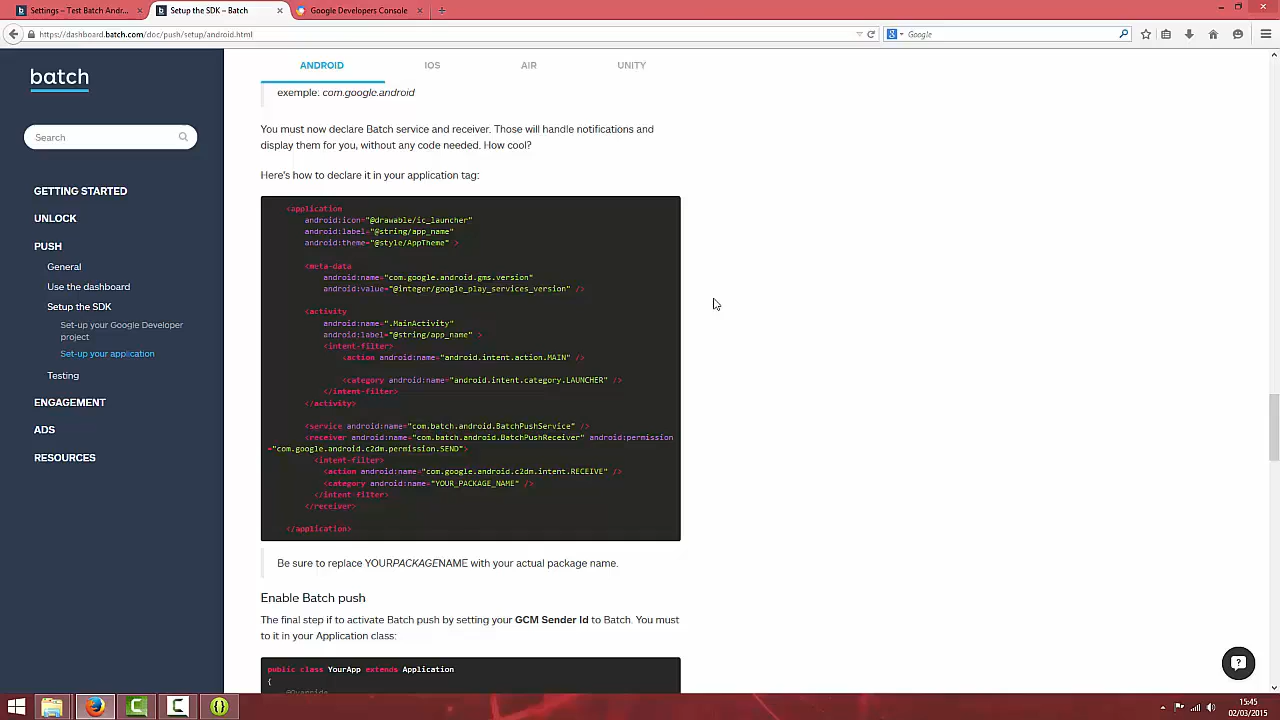 Settings – Test Batch Andr...
Setup the SDK – Batch
Google Developers Console
https://dashboard.batch.com/doc/push/setup/android.html
Google
batch
Search
GETTING STARTED
UNLOCK
PUSH
General
Use the dashboard
Setup the SDK
Set-up your Google Developer
project
Set-up your application
Testing
ENGAGEMENT
ADS
RESOURCES
ANDROID IOS AIR UNITY
exemple: com.google.android
You must now declare Batch service and receiver. Those will handle notifications and
display them for you, without any code needed. How cool?
Here's how to declare it in your application tag:
<application
android:icon="@drawable/ic_launcher"
android:label="@string/app_name"
android:theme="@style/AppTheme" >
<meta-data
android:name="com.google.android.gms.version"
android:value="@integer/google_play_services_version" />
<activity
android:name=".MainActivity"
android:label="@string/app_name" >
<intent-filter>
<action android:name="android.intent.action.MAIN" />
<category android:name="android.intent.category.LAUNCHER" />
</intent-filter>
</activity>
<service android:name="com.batch.android.BatchPushService" />
<receiver android:name="com.batch.android.BatchPushReceiver" android:permission
="com.google.android.c2dm.permission.SEND">
<intent-filter>
<action android:name="com.google.android.c2dm.intent.RECEIVE" />
<category android:name="YOUR_PACKAGE_NAME" />
</intent-filter>
</receiver>
</application>
Be sure to replace YOURPACKAGENAME with your actual package name.
Enable Batch push
The final step if to activate Batch push by setting your GCM Sender Id to Batch. You must
to it in your Application class:
public class YourApp extends Application
{
@Override
15:45
02/03/2015